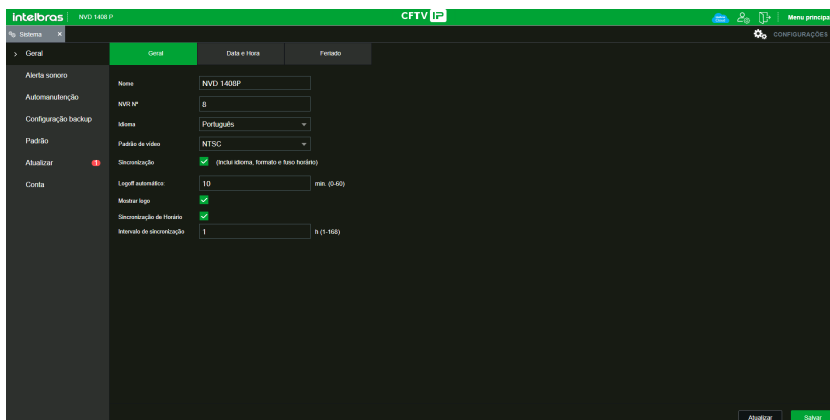 intelbras NVD 1408 P CFTV IP Menu principa
Sistema × CONFIGURAÇÕES
> Geral Geral Data e Hora Feriado
Alerta sonoro
Automanutenção
Configuração backup
Padrão
Atualizar 1
Conta
Nome NVD 1408P
NVR Nº 8
Idioma Português
Padrão de vídeo NTSC
Sincronização (Inclui idioma, formato e fuso horário)
Logoff automático: 10 min. (0-60)
Mostrar logo
Sincronização de Horário
Intervalo de sincronização 1 h (1-168)
Atualizar Salvar